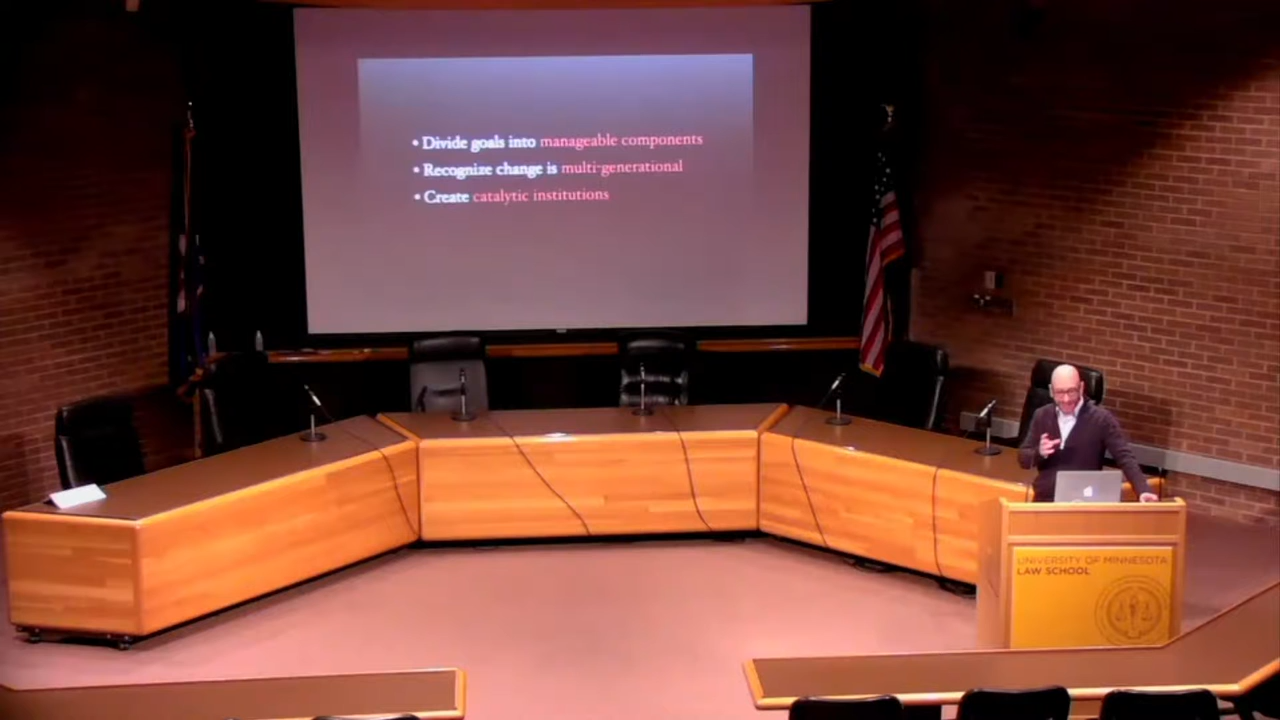 • Divide goals into manageable components
• Recognize change is multi-generational
• Create catalytic institutions
UNIVERSITY OF MINNESOTA
LAW SCHOOL